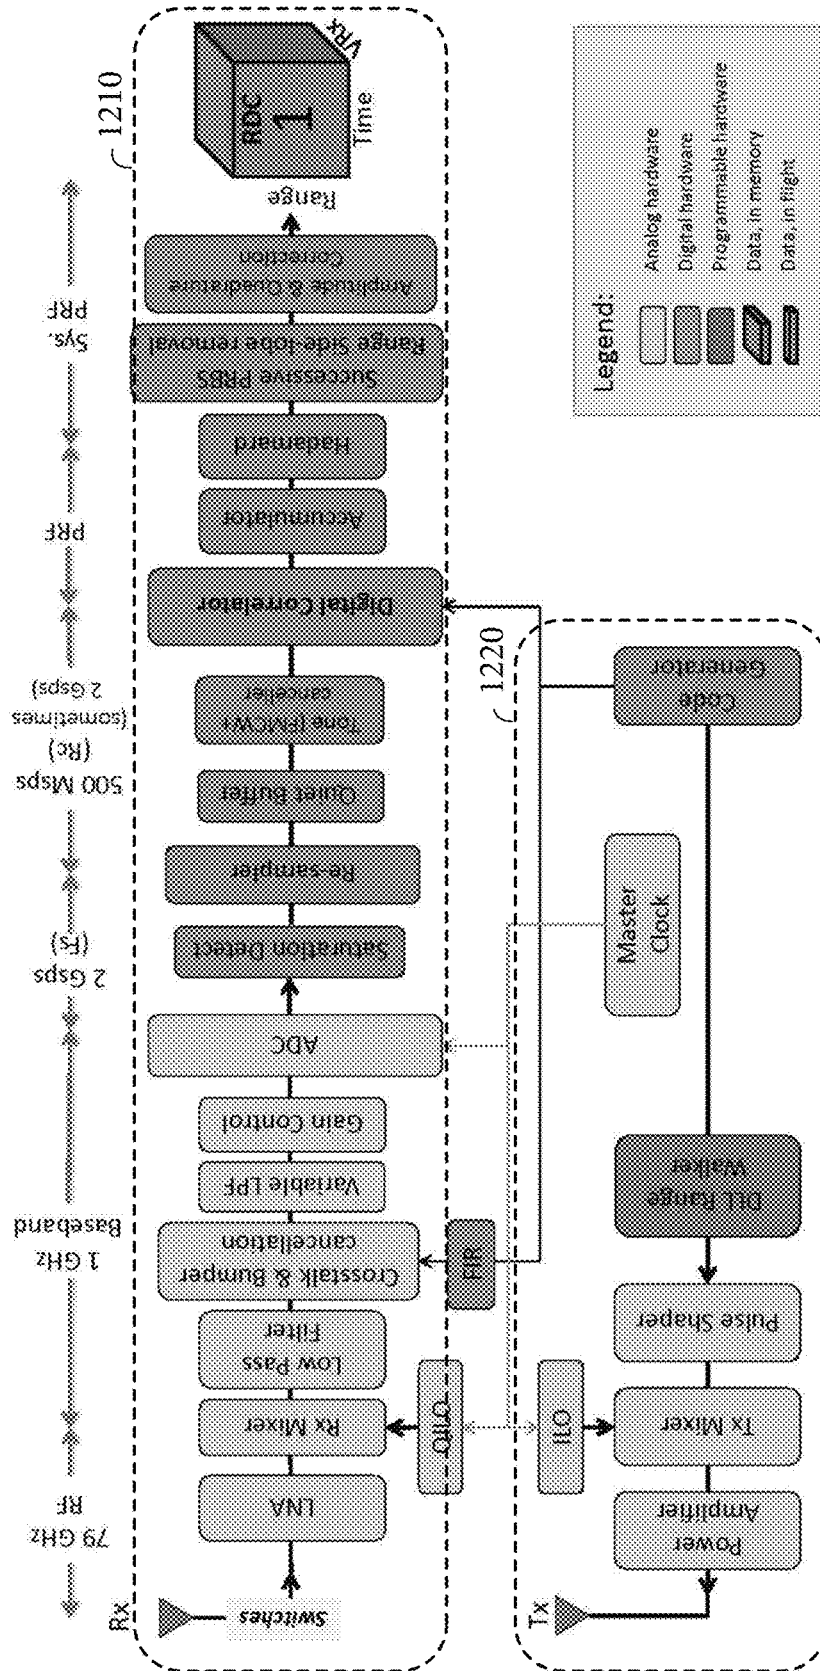 1210
RDC
1
VRx
Time
Range
Sys.
PRF
Amplitude & Quadrature
Correction
Successive PRBS
Range Side-lobe removal
Hadamard
PRF
Accumulator
Digital Correlator
500 Msps
(Rc)
(sometimes
2 Gsps)
Tone (FMCW)
canceller
Quiet Buffer
Re-sampler
2 Gsps
(Fs)
Saturation Detect
ADC
Gain Control
Variable LPF
1 GHz
Baseband
Crosstalk & Bumper
cancellation
FIR
Low Pass
Filter
Rx Mixer
QILO
LNA
79 GHz
RF
Switches
Rx
1220
Code
Generator
Master
Clock
DLL Range
Walker
Pulse Shaper
Tx Mixer
ILO
Power
Amplifier
Tx
Legend:
Analog hardware
Digital hardware
Programmable hardware
Data, in memory
Data, in flight